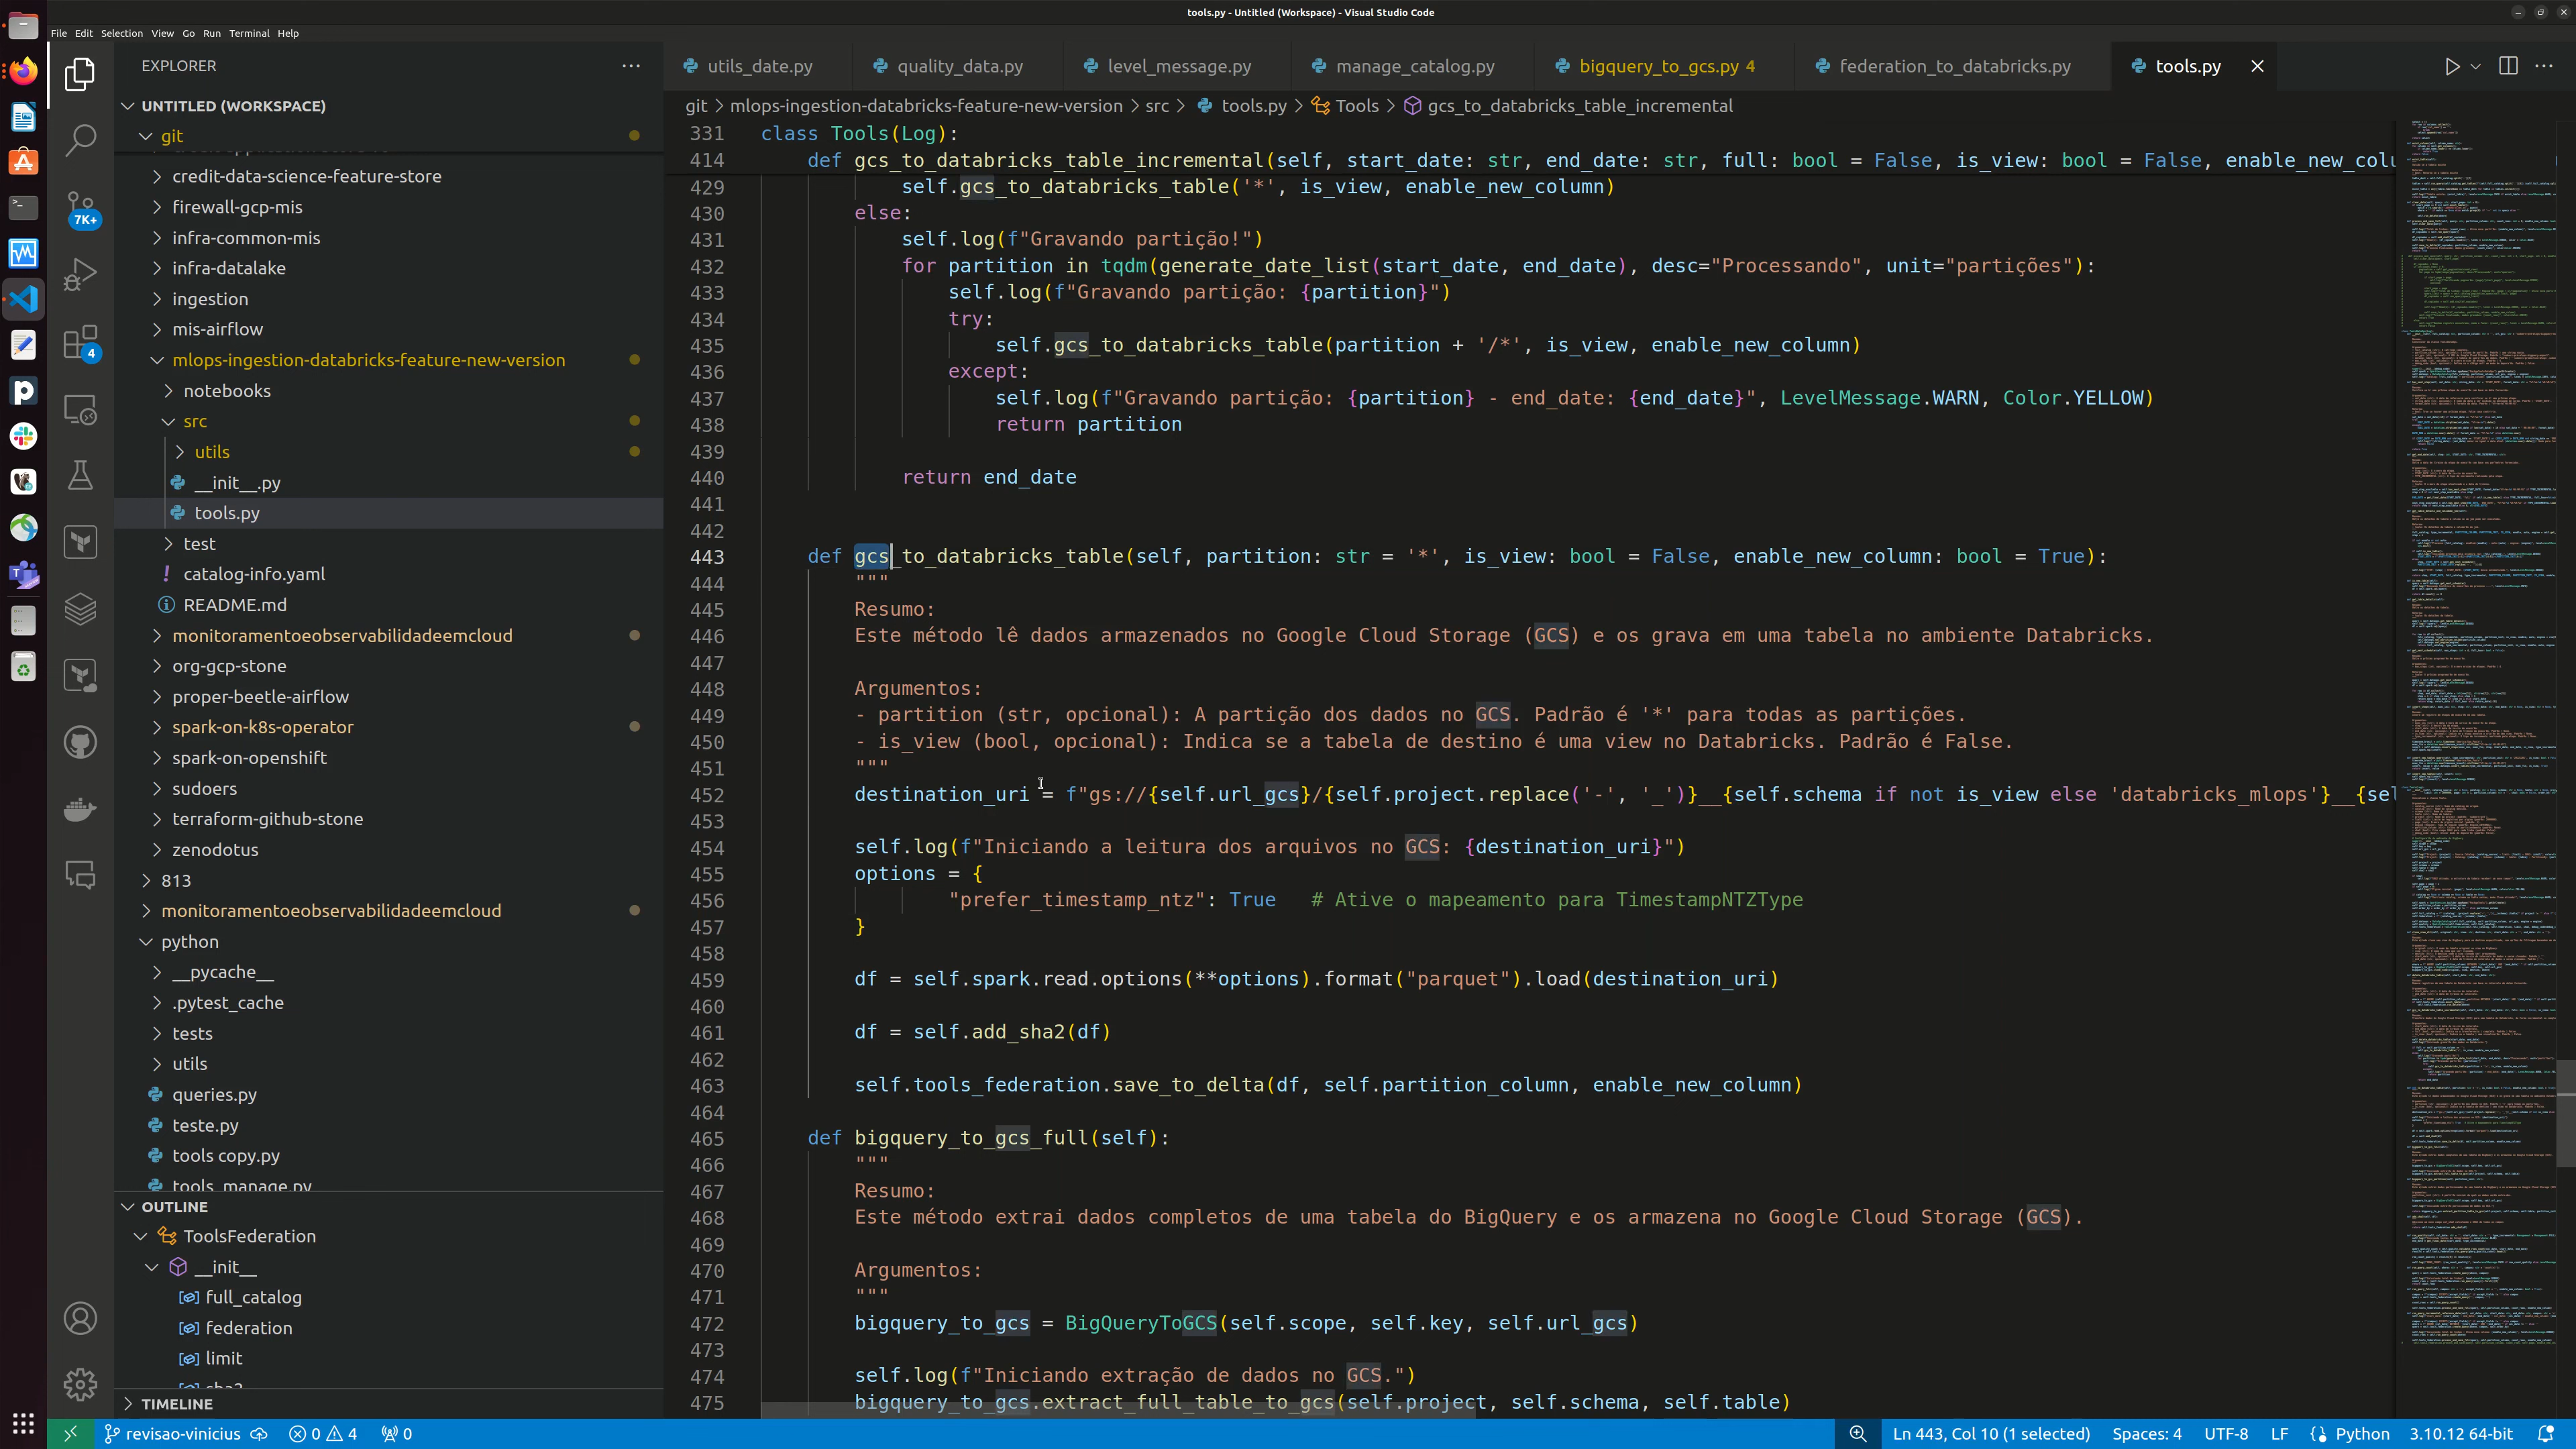 tools.py - Untitled (Workspace) - Visual Studio Code
File Edit Selection View Go Run Terminal Help
EXPLORER
UNTITLED (WORKSPACE)
git
credit-data-science-feature-store
firewall-gcp-mis
infra-common-mis
infra-datalake
ingestion
mis-airflow
mlops-ingestion-databricks-feature-new-version
notebooks
src
utils
__init__.py
tools.py
test
catalog-info.yaml
README.md
monitoramentoeobservabilidadeemcloud
org-gcp-stone
proper-beetle-airflow
spark-on-k8s-operator
spark-on-openshift
sudoers
terraform-github-stone
zenodotus
813
monitoramentoeobservabilidadeemcloud
python
__pycache__
.pytest_cache
tests
utils
queries.py
teste.py
tools copy.py
tools_manage.py
OUTLINE
ToolsFederation
__init__
full_catalog
federation
limit
sha2
TIMELINE
7K+
4
utils_date.py quality_data.py level_message.py manage_catalog.py bigquery_to_gcs.py 4 federation_to_databricks.py tools.py
git > mlops-ingestion-databricks-feature-new-version > src > tools.py > Tools > gcs_to_databricks_table_incremental
331 class Tools(Log):
414 def gcs_to_databricks_table_incremental(self, start_date: str, end_date: str, full: bool = False, is_view: bool = False, enable_new_colu
429 self.gcs_to_databricks_table('*', is_view, enable_new_column)
430 else:
431 self.log(f"Gravando partição!")
432 for partition in tqdm(generate_date_list(start_date, end_date), desc="Processando", unit="partições"):
433 self.log(f"Gravando partição: {partition}")
434 try:
435 self.gcs_to_databricks_table(partition + '/*', is_view, enable_new_column)
436 except:
437 self.log(f"Gravando partição: {partition} - end_date: {end_date}", LevelMessage.WARN, Color.YELLOW)
438 return partition
439
440 return end_date
441
442
443 def gcs_to_databricks_table(self, partition: str = '*', is_view: bool = False, enable_new_column: bool = True):
444 """
445 Resumo:
446 Este método lê dados armazenados no Google Cloud Storage (GCS) e os grava em uma tabela no ambiente Databricks.
447
448 Argumentos:
449 - partition (str, opcional): A partição dos dados no GCS. Padrão é '*' para todas as partições.
450 - is_view (bool, opcional): Indica se a tabela de destino é uma view no Databricks. Padrão é False.
451 """
452 destination_uri = f"gs://{self.url_gcs}/{self.project.replace('-', '_')}__{self.schema if not is_view else 'databricks_mlops'}__{sel
453
454 self.log(f"Iniciando a leitura dos arquivos no GCS: {destination_uri}")
455 options = {
456 "prefer_timestamp_ntz": True # Ative o mapeamento para TimestampNTZType
457 }
458
459 df = self.spark.read.options(**options).format("parquet").load(destination_uri)
460
461 df = self.add_sha2(df)
462
463 self.tools_federation.save_to_delta(df, self.partition_column, enable_new_column)
464
465 def bigquery_to_gcs_full(self):
466 """
467 Resumo:
468 Este método extrai dados completos de uma tabela do BigQuery e os armazena no Google Cloud Storage (GCS).
469
470 Argumentos:
471 """
472 bigquery_to_gcs = BigQueryToGCS(self.scope, self.key, self.url_gcs)
473
474 self.log(f"Iniciando extração de dados no GCS.")
475 bigquery_to_gcs.extract_full_table_to_gcs(self.project, self.schema, self.table)
revisao-vinicius 0 4 0
Ln 443, Col 10 (1 selected) Spaces: 4 UTF-8 LF Python 3.10.12 64-bit